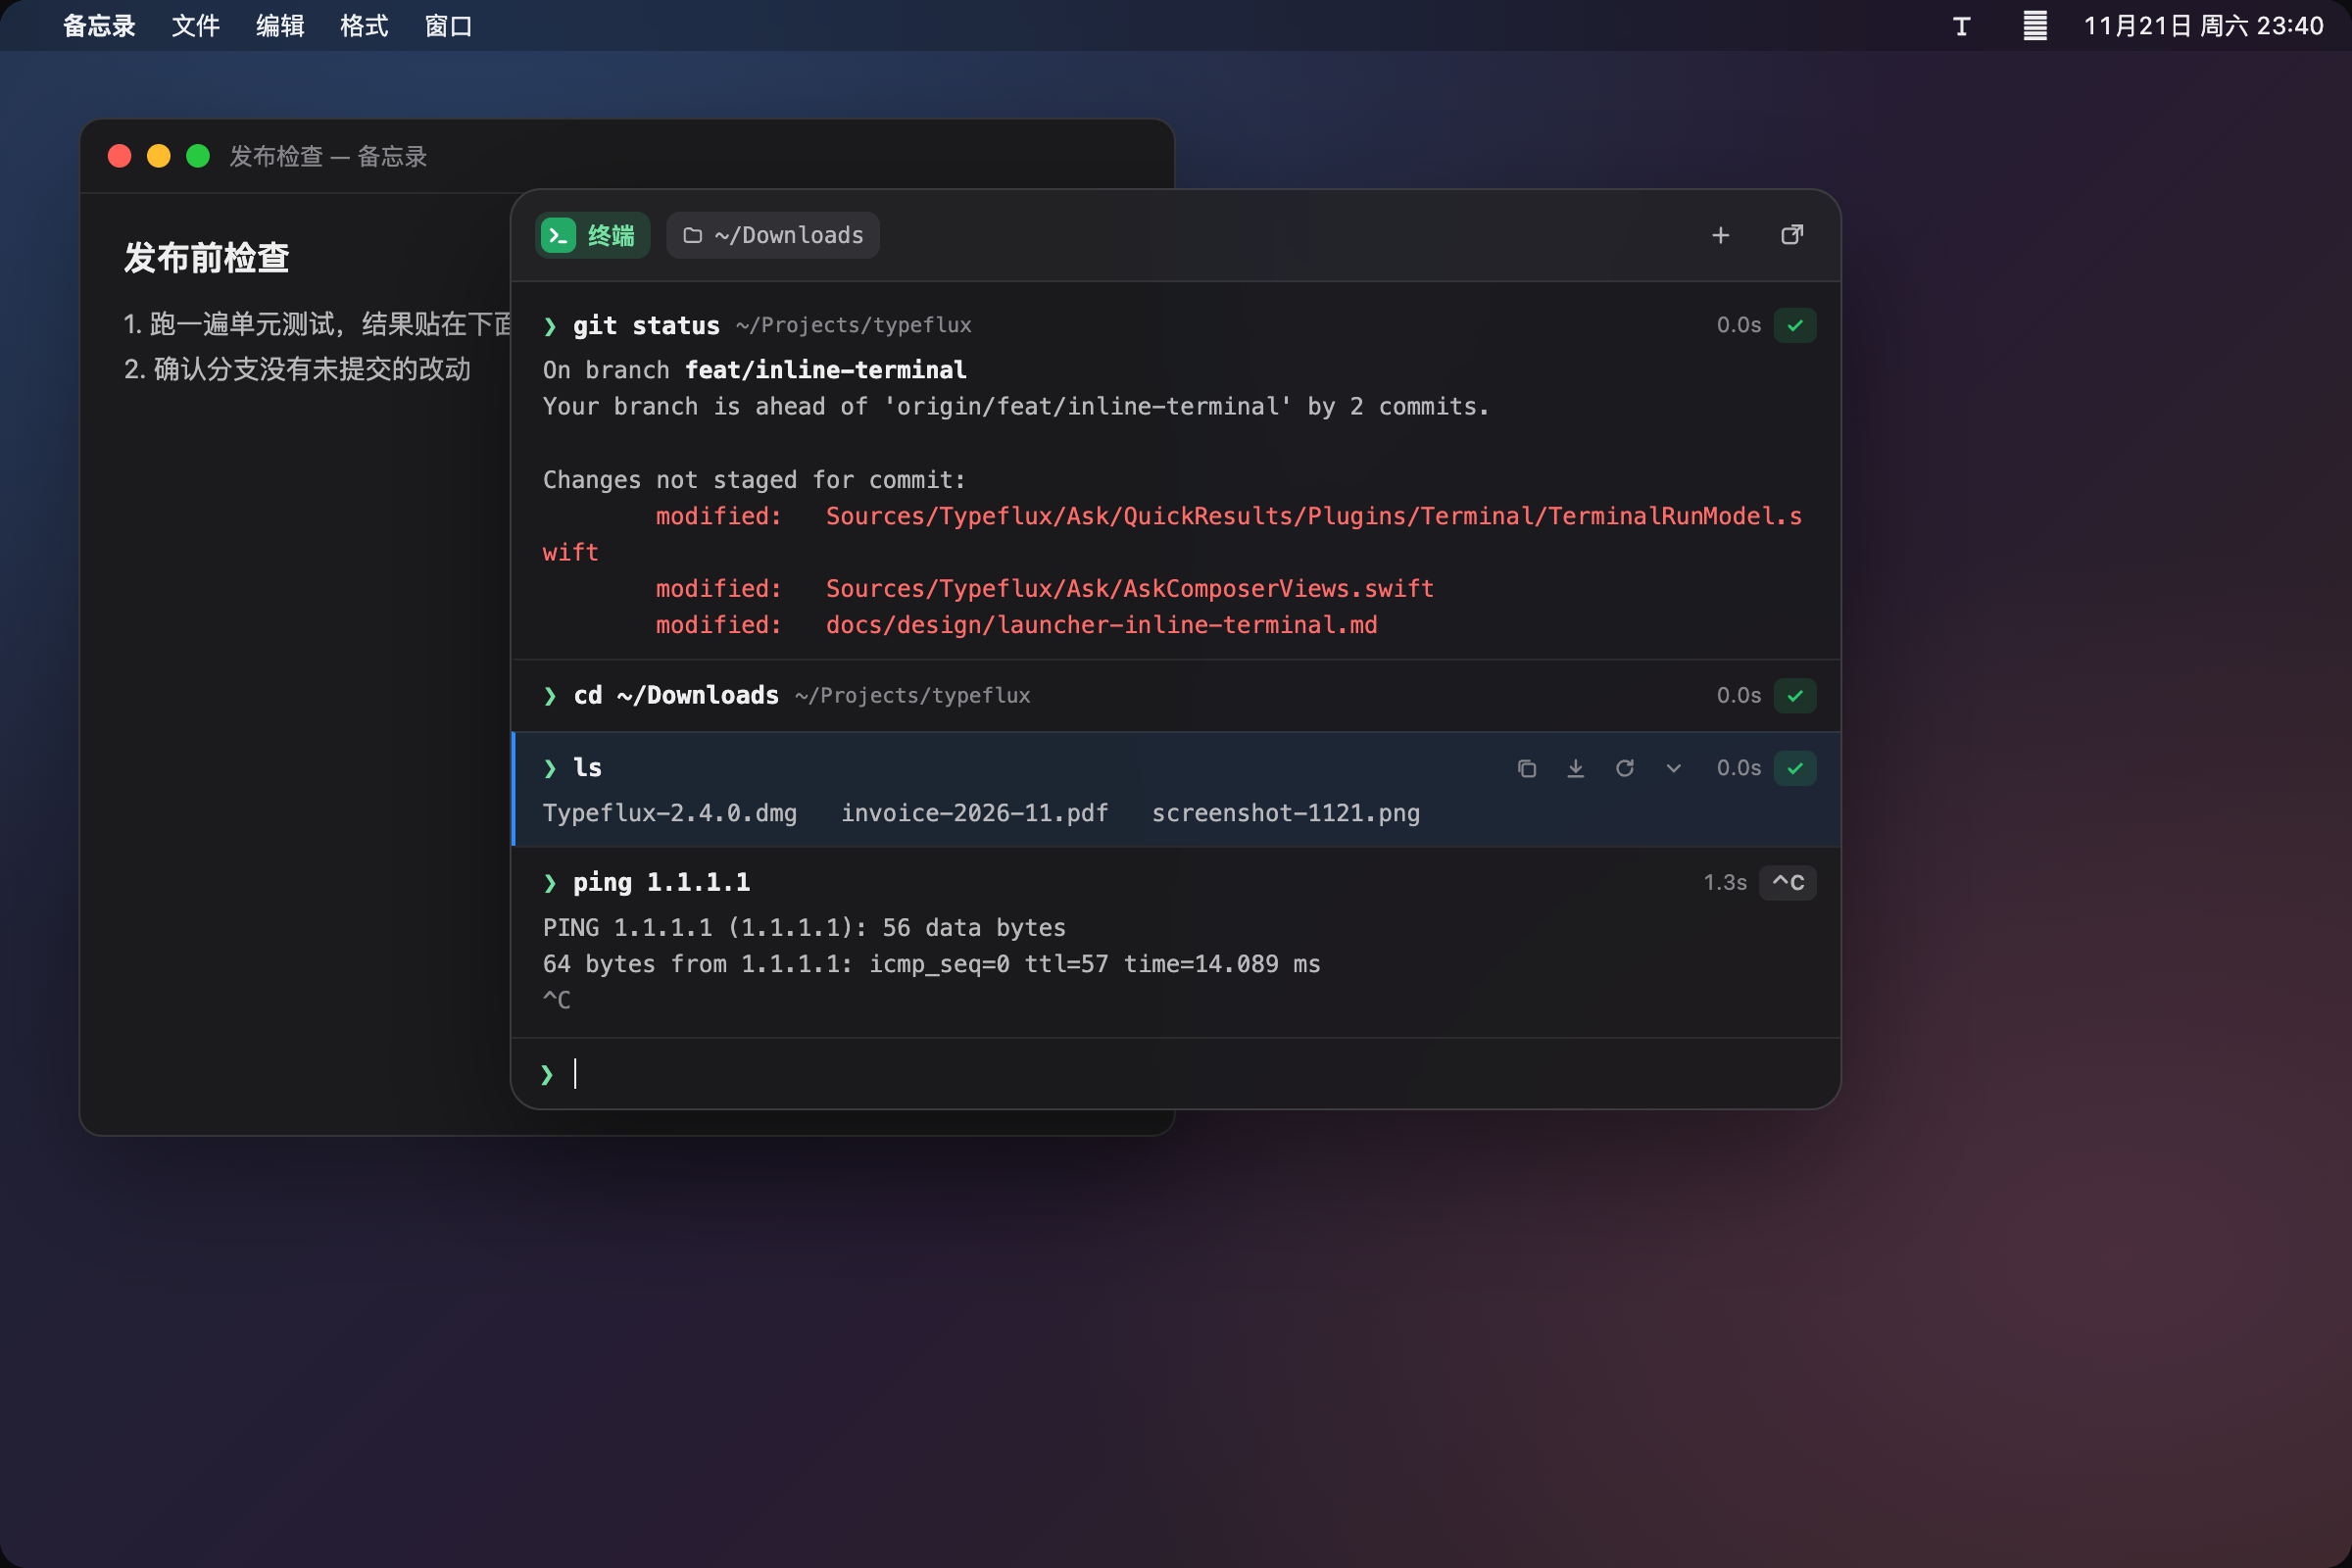 备忘录 文件 编辑 格式 窗口 11月21日 周六 23:40
发布检查 — 备忘录
发布前检查
1. 跑一遍单元测试，结果贴在下面
2. 确认分支没有未提交的改动
终端 ~/Downloads
❯ git status ~/Projects/typeflux 0.0s
On branch feat/inline-terminal
Your branch is ahead of 'origin/feat/inline-terminal' by 2 commits.
Changes not staged for commit:
modified: Sources/Typeflux/Ask/QuickResults/Plugins/Terminal/TerminalRunModel.s
wift
modified: Sources/Typeflux/Ask/AskComposerViews.swift
modified: docs/design/launcher-inline-terminal.md
❯ cd ~/Downloads ~/Projects/typeflux 0.0s
❯ ls 0.0s
Typeflux-2.4.0.dmg invoice-2026-11.pdf screenshot-1121.png
❯ ping 1.1.1.1 1.3s ^C
PING 1.1.1.1 (1.1.1.1): 56 data bytes
64 bytes from 1.1.1.1: icmp_seq=0 ttl=57 time=14.089 ms
^C
❯